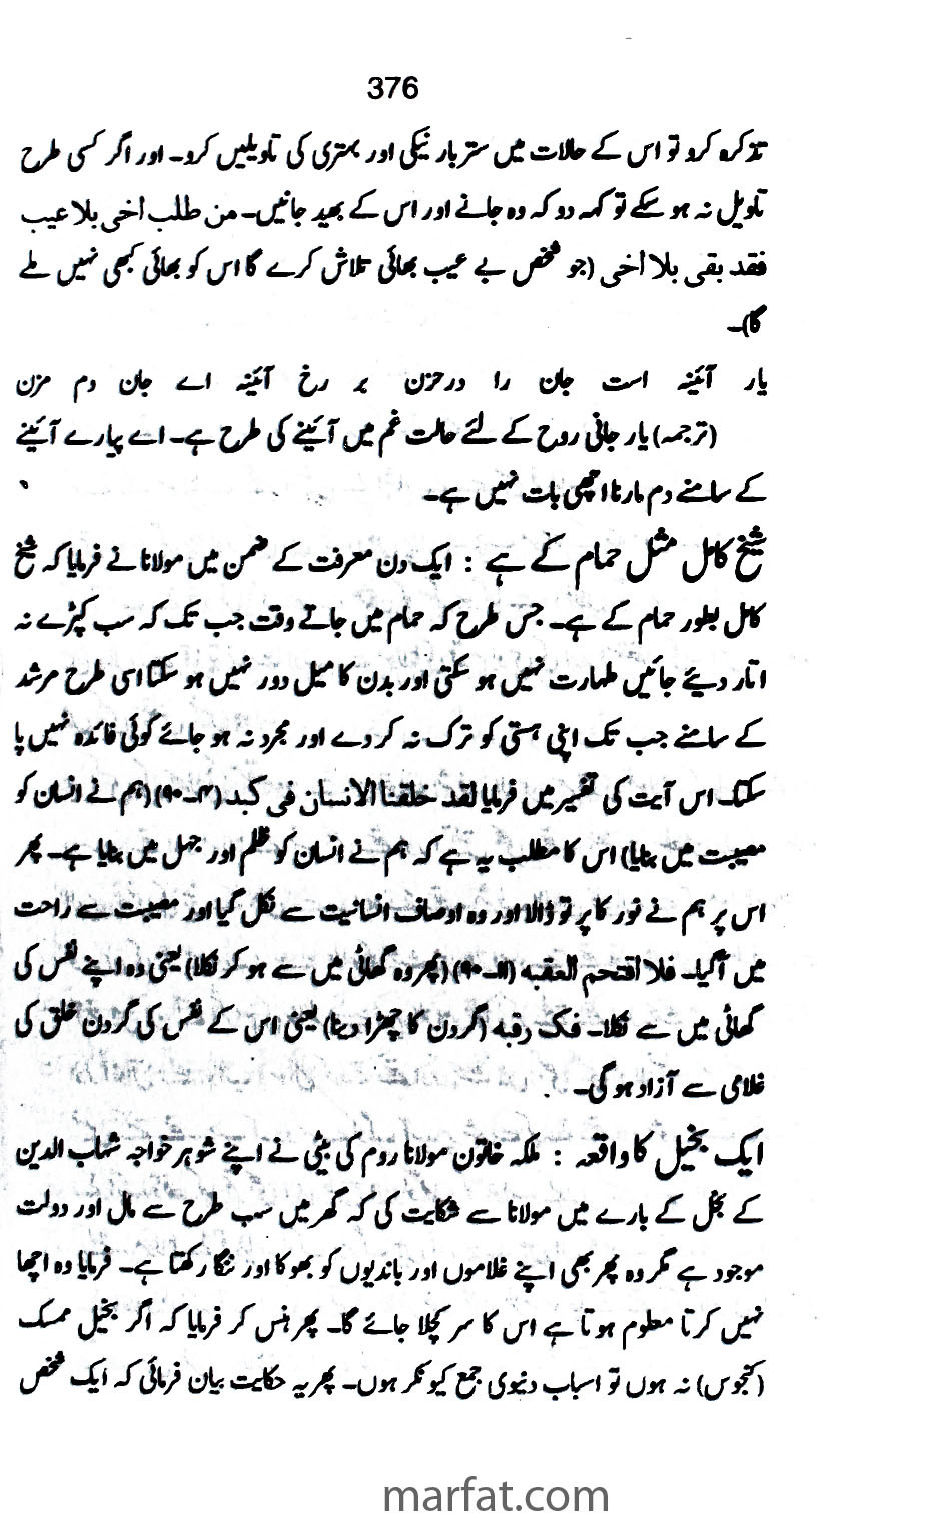 376
تذکرہ کرو تو اس کے حالات میں ستر بار نیکی اور بہتری کی تاویلیں کرو۔ اور اگر کسی طرح
تاویل نہ ہو سکے تو کہہ دو کہ وہ جانے اور اس کے بھید جانیں۔ من طلب اخی بلا عیب
فقد بقی بلا اخی (جو شخص بے عیب بھائی تلاش کرے گا اس کو بھائی کبھی نہیں ملے
گا)۔
یار آئینہ است جان را درحزن بر رخ آئینہ اے جان دم مزن
(ترجمہ) یار جانی روح کے لئے حالت غم میں آئینے کی طرح ہے۔ اے پیارے آئینے
کے سامنے دم مارنا اچھی بات نہیں ہے۔
شیخ کامل مثل حمام کے ہے : ایک دن معرفت کے ضمن میں مولانا نے فرمایا کہ شیخ
کامل بطور حمام کے ہے۔ جس طرح کہ حمام میں جاتے وقت جب تک کہ سب کپڑے نہ
اتار دیئے جائیں طہارت نہیں ہو سکتی اور بدن کا میل دور نہیں ہو سکتا اسی طرح مرشد
کے سامنے جب تک اپنی ہستی کو ترک نہ کر دے اور مجرد نہ ہو جائے کوئی فائدہ نہیں پا
سکتا۔ اس آیت کی تفسیر میں فرمایا لقد خلقنا الانسان فی کبد (۴۔۹۰) (ہم نے انسان کو
مصیبت میں بنایا) اس کا مطلب یہ ہے کہ ہم نے انسان کو ظلم اور جہل میں بنایا ہے۔ پھر
اس پر ہم نے نور کا پر تو ڈالا اور وہ اوصاف انسانیت سے نکل گیا اور مصیبت سے راحت
میں آگیا۔ فلا اقتحم العقبه (۱۱۔۹۰) (پھر وہ گھاٹی میں سے ہو کر نکلا) یعنی وہ اپنے نفس کی
گھاٹی میں سے نکلا۔ فک رقبه (گردن کا چھڑا دینا) یعنی اس کے نفس کی گردن خلق کی
غلامی سے آزاد ہو گی۔
ایک بخیل کا واقعہ : ملکہ خاتون مولانا روم کی بیٹی نے اپنے شوہر خواجہ شہاب الدین
کے بخل کے بارے میں مولانا سے شکایت کی کہ گھر میں سب طرح سے مال اور دولت
موجود ہے مگر وہ پھر بھی اپنے غلاموں اور باندیوں کو بھوکا اور ننگا رکھتا ہے۔ فرمایا وہ اچھا
نہیں کرتا معلوم ہوتا ہے اس کا سر کچلا جائے گا۔ پھر ہنس کر فرمایا کہ اگر بخیل ممسک
(کنجوس) نہ ہوں تو اسباب دنیوی جمع کیونکر ہوں۔ پھر یہ حکایت بیان فرمائی کہ ایک شخص
marfat.com